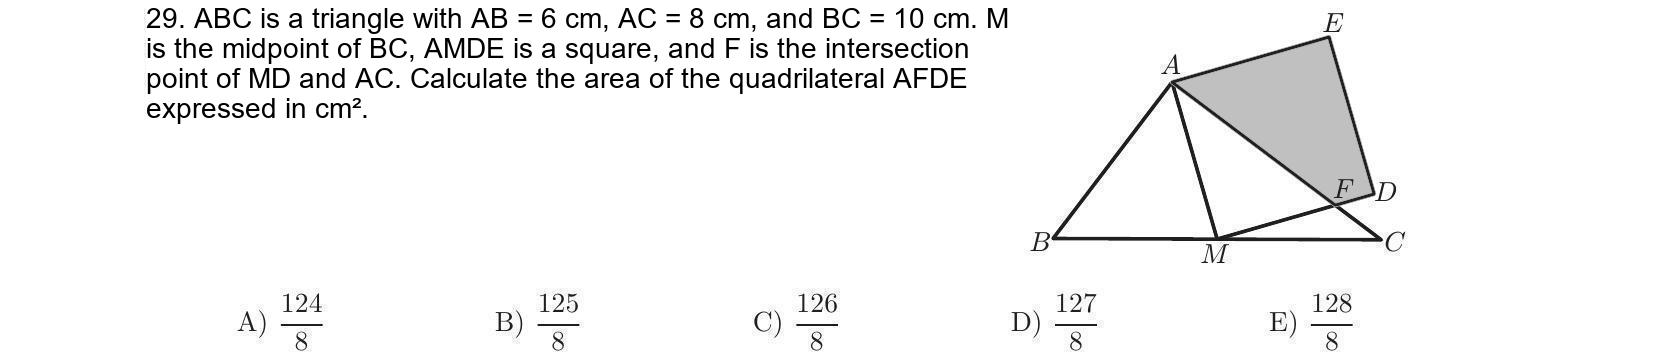 29. ABC is a triangle with AB = 6 cm, AC = 8 cm, and BC = 10 cm. M
is the midpoint of BC, AMDE is a square, and F is the intersection
point of MD and AC. Calculate the area of the quadrilateral AFDE
expressed in cm².
E
A
F D
B
M
C
A) 124/8 B) 125/8 C) 126/8 D) 127/8 E) 128/8